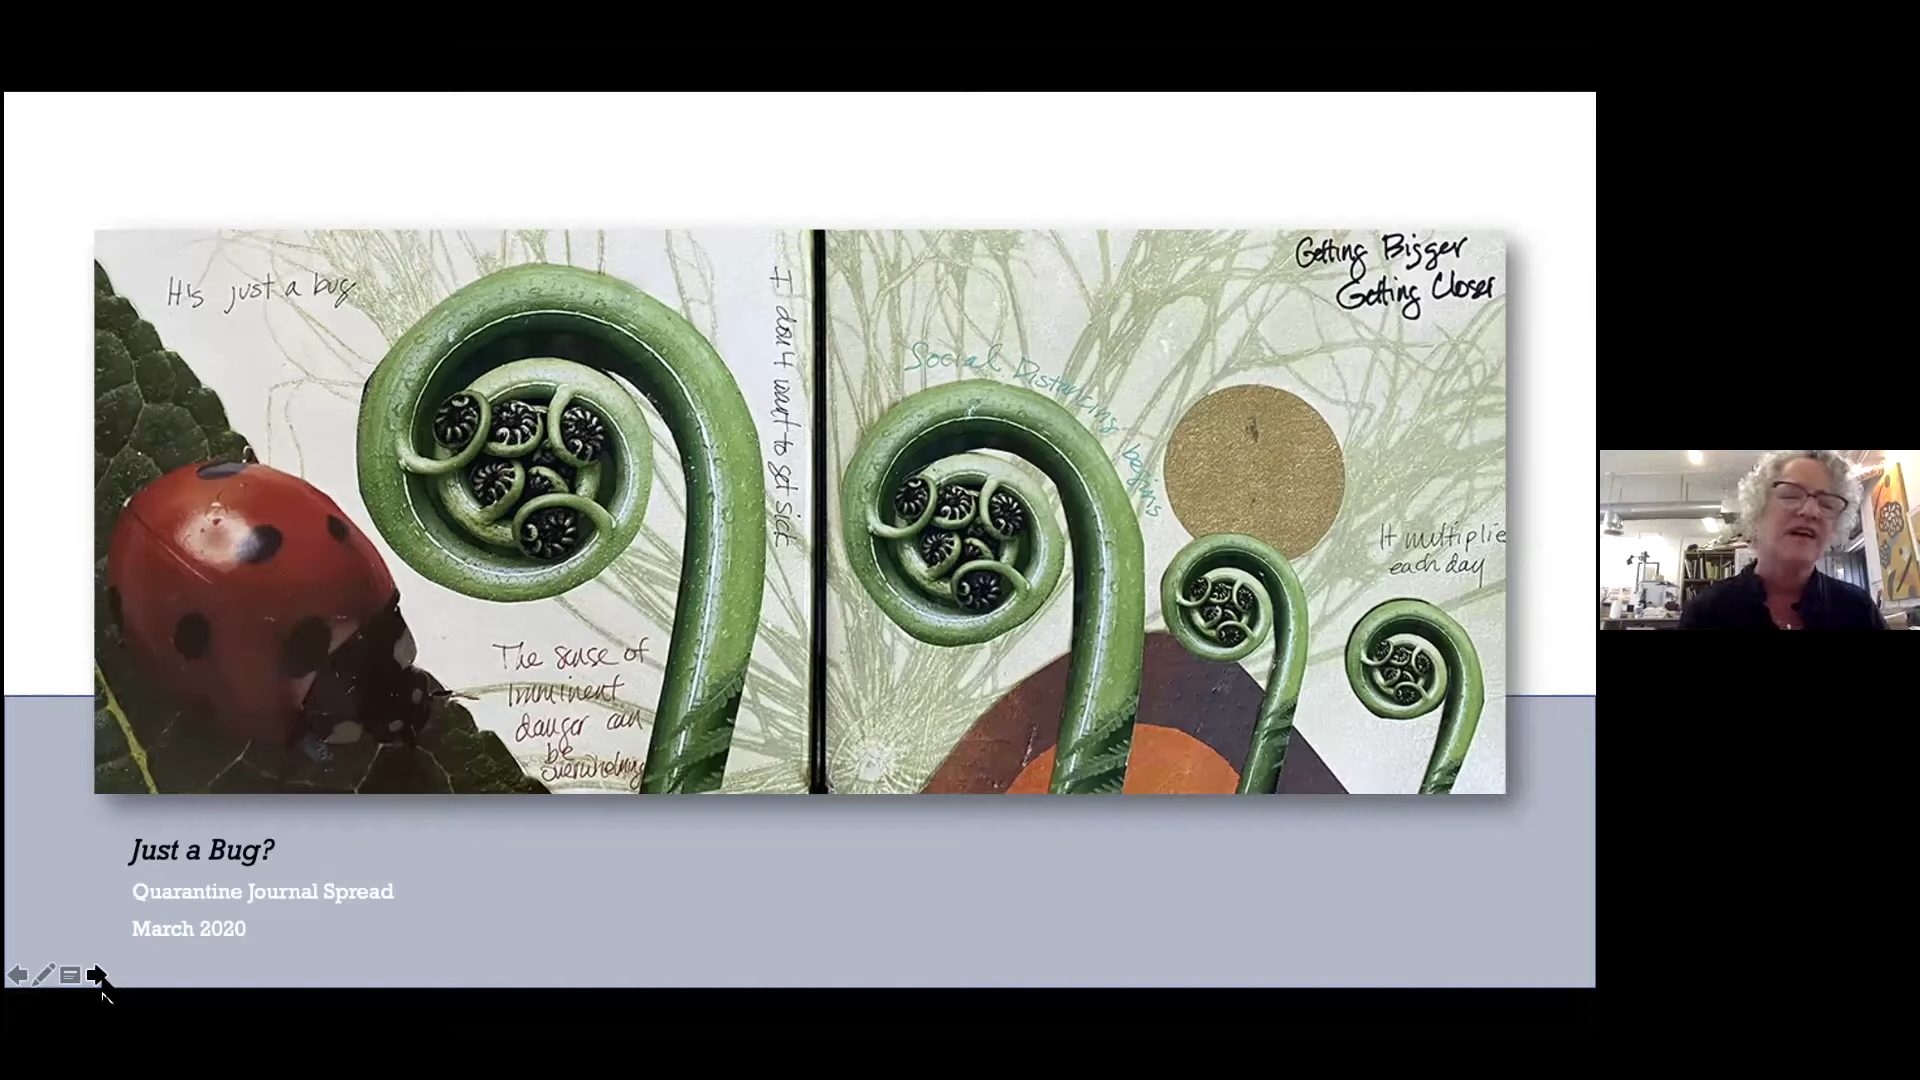 It's just a bug
I don't want to get sick
The sense of
imminent
danger can
be
overwhelming
Getting Bigger
Getting Closer
Social Distancing begins
It multiplie
each day
Just a Bug?
Quarantine Journal Spread
March 2020